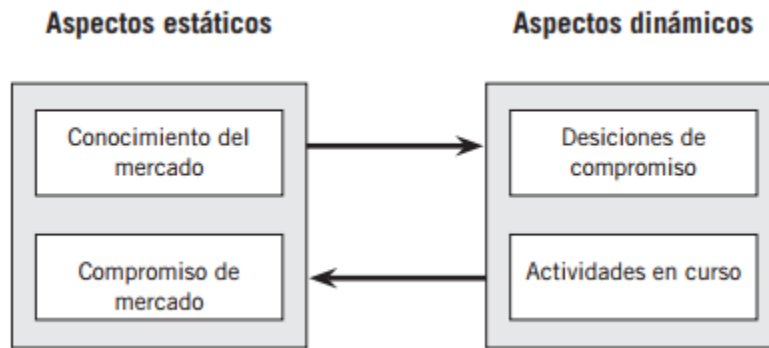 Aspectos estáticos
Aspectos dinámicos
Conocimiento del
mercado
Desiciones de
compromiso
Compromiso de
mercado
Actividades en curso